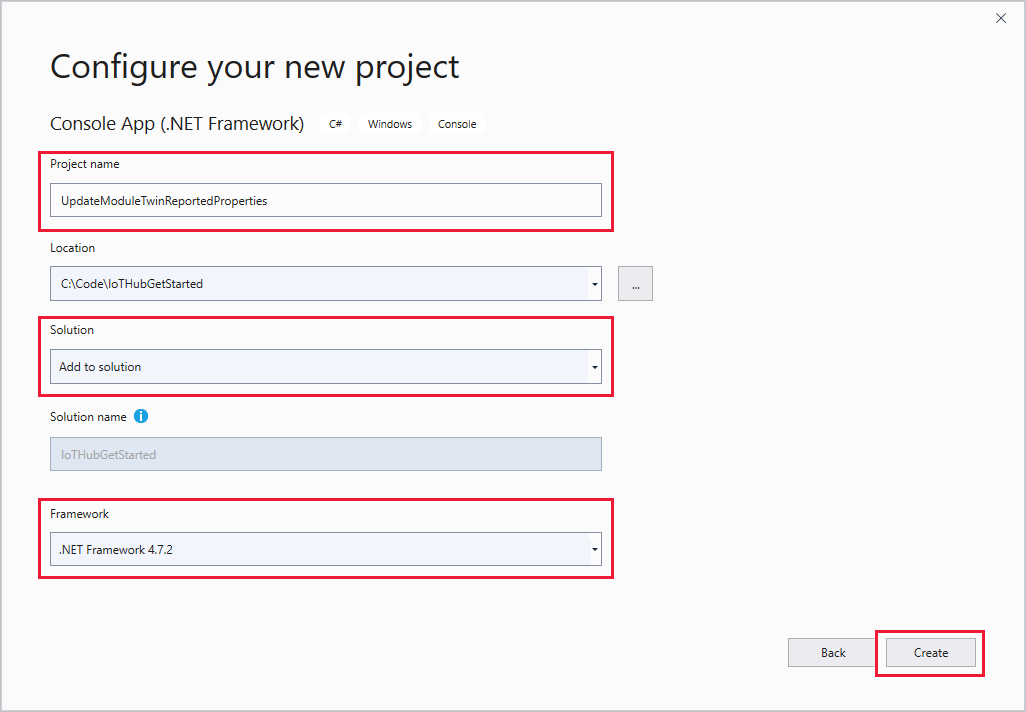 Configure your new project
Console App (.NET Framework) C# Windows Console
Project name
UpdateModuleTwinReportedProperties
Location
C:\Code\IoTHubGetStarted
...
Solution
Add to solution
Solution name
IoTHubGetStarted
Framework
.NET Framework 4.7.2
Back Create